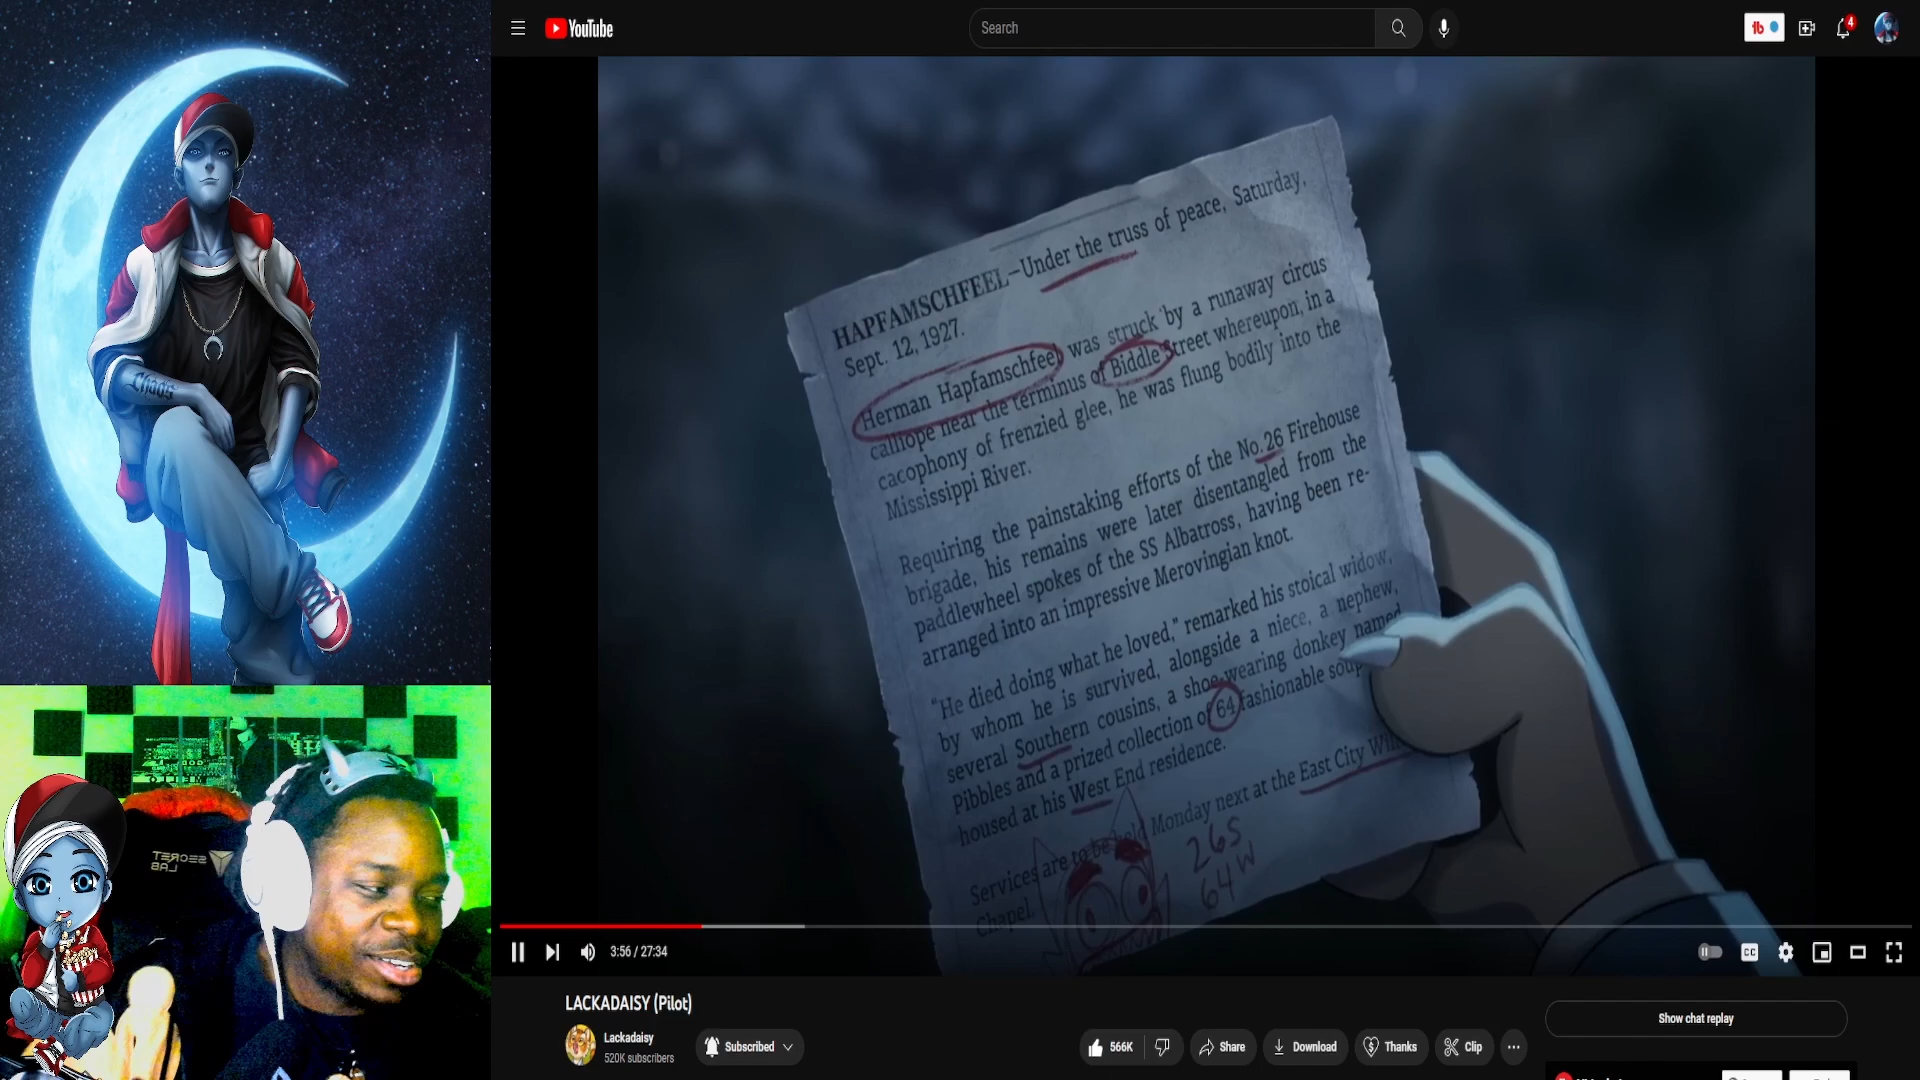 YouTube
Search
4
HAPFAMSCHFEEL—Under the truss of peace, Saturday,
Sept. 12, 1927.
Herman Hapfamschfeel was struck by a runaway circus
calliope near the terminus of Biddle Street whereupon, in a
cacophony of frenzied glee, he was flung bodily into the
Mississippi River.
Requiring the painstaking efforts of the No. 26 Firehouse
brigade, his remains were later disentangled from the
paddlewheel spokes of the SS Albatross, having been re-
arranged into an impressive Merovingian knot.
"He died doing what he loved," remarked his stoical widow,
by whom he is survived, alongside a niece, a nephew,
several Southern cousins, a shoe-wearing donkey named
Pibbles and a prized collection of 64 fashionable soup
housed at his West End residence.
Services are to be held Monday next at the East City
Chapel.
265
64 W
Chaos
SECRET
LAB
3:56 / 27:34
CC
LACKADAISY (Pilot)
Lackadaisy
520K subscribers
Subscribed
566K
Share
Download
Thanks
Clip
Show chat replay